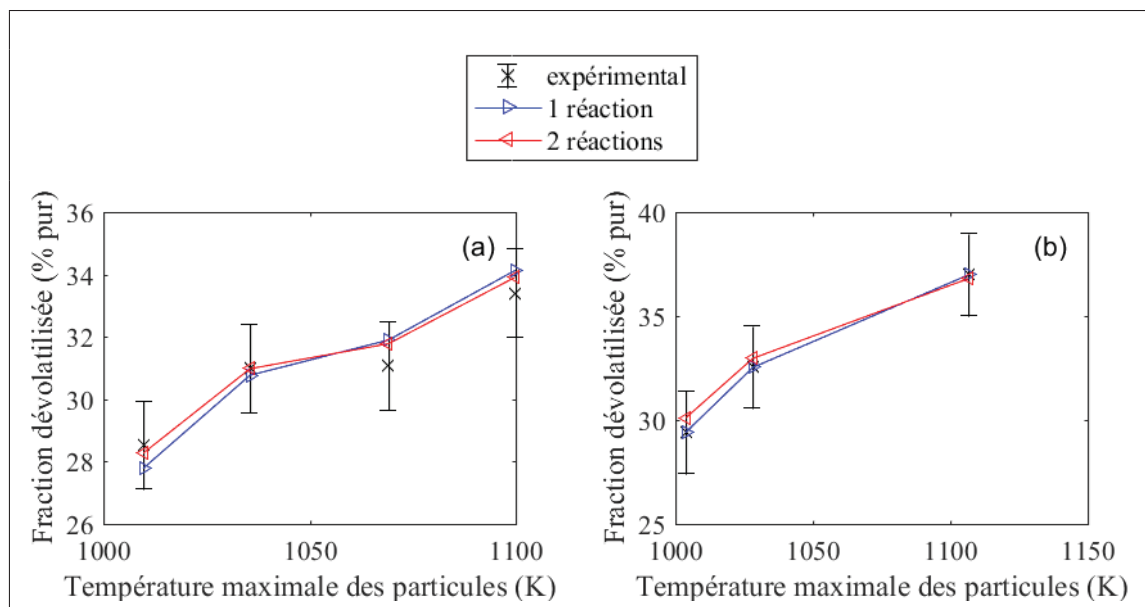 expérimental
1 réaction
2 réactions
Fraction dévolatilisée (% pur)
36
34
32
30
28
26
(a)
1000
1050
1100
Température maximale des particules (K)
Fraction dévolatilisée (% pur)
40
35
30
25
(b)
1000
1050
1100
1150
Température maximale des particules (K)